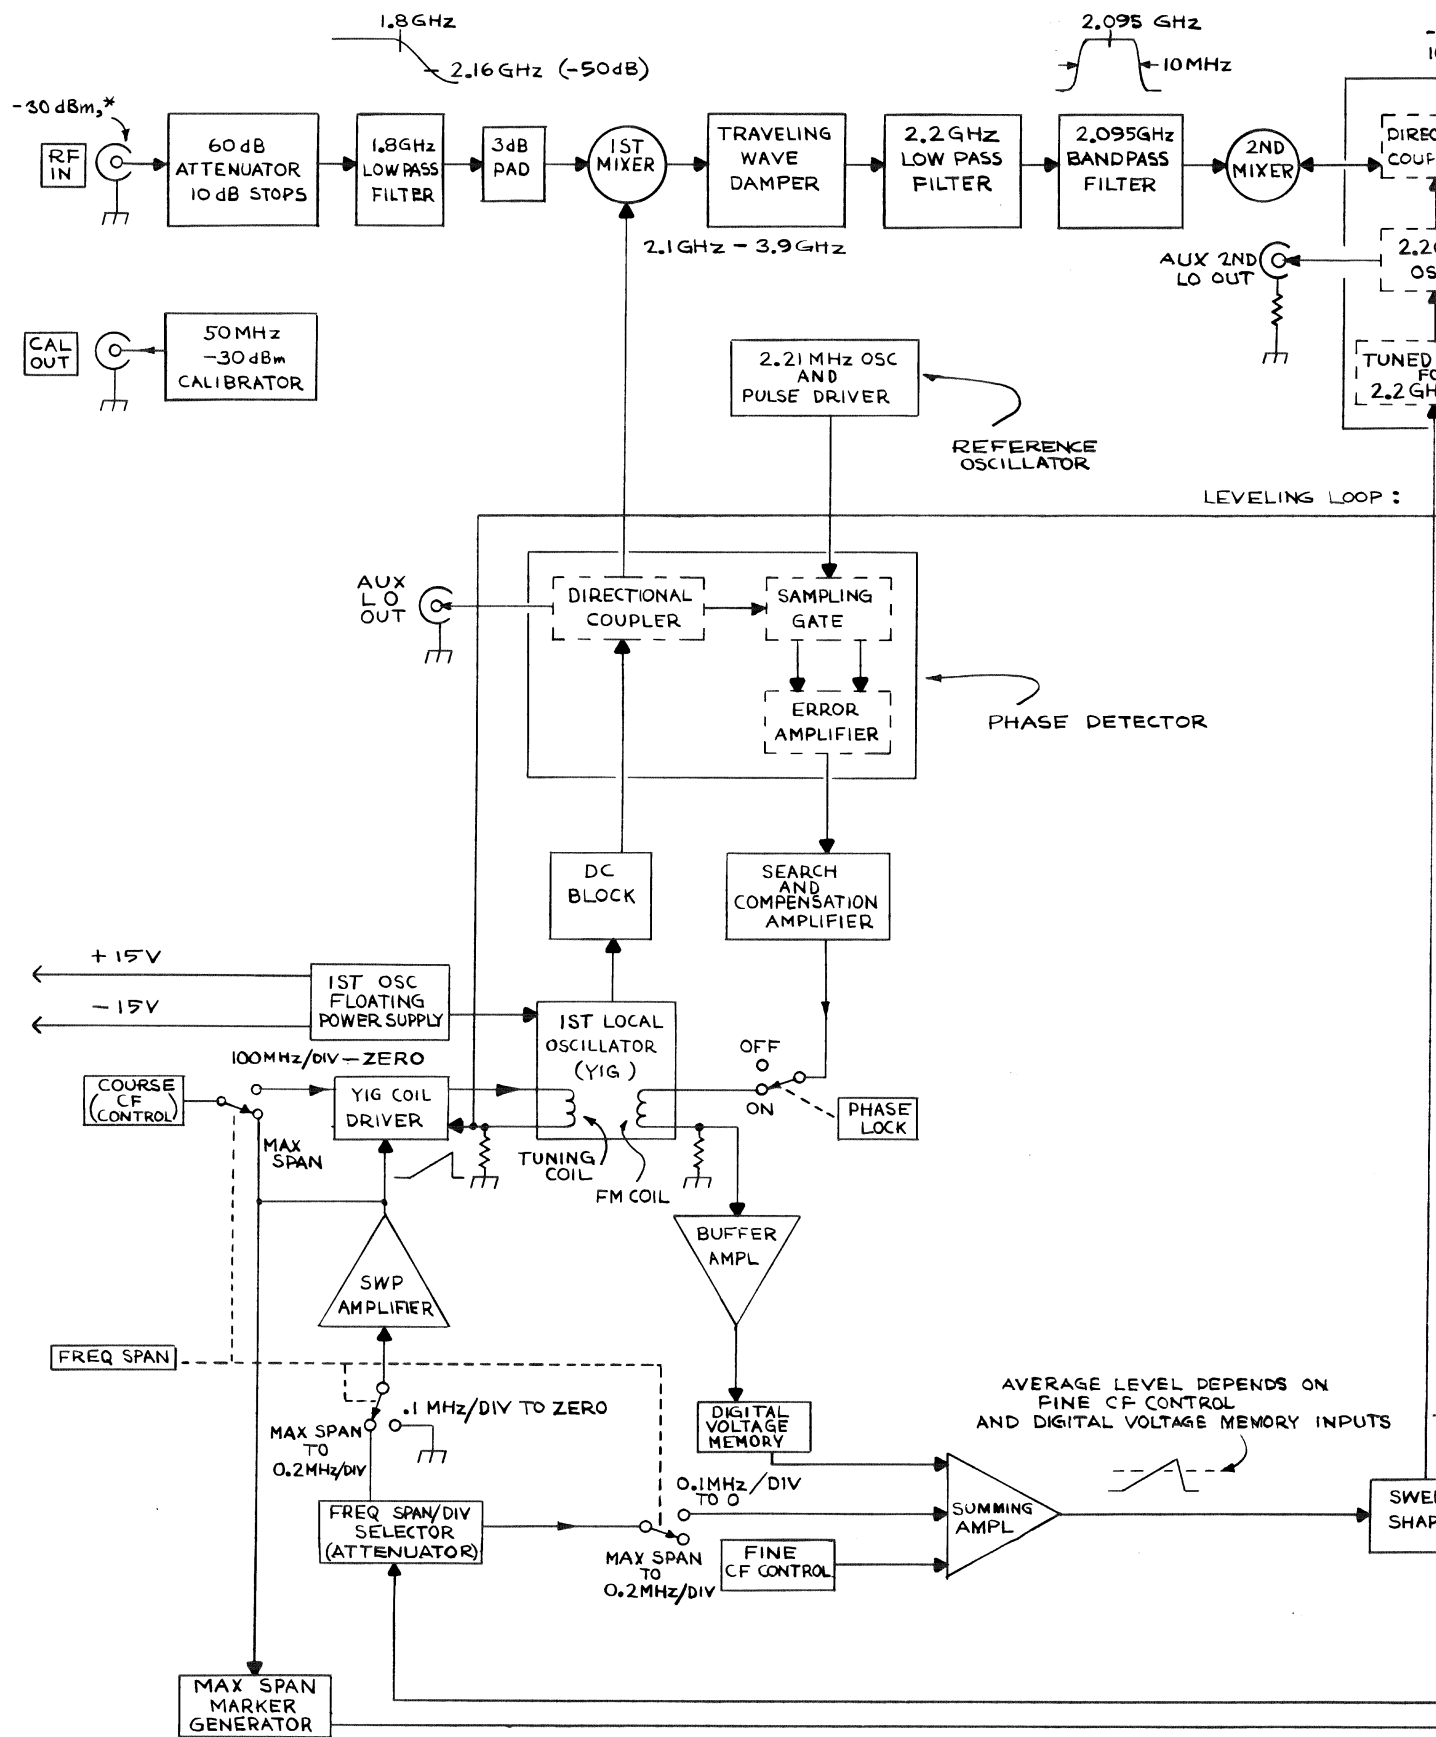 1.8GHz
2.16GHz (-50dB)
2.095 GHz
10MHz
-30dBm,*
RF
IN
60dB
ATTENUATOR
10dB STOPS
1.8GHz
LOW PASS
FILTER
3dB
PAD
1ST
MIXER
TRAVELING
WAVE
DAMPER
2.2GHz
LOW PASS
FILTER
2.095GHz
BANDPASS
FILTER
2ND
MIXER
2.1GHz - 3.9GHz
AUX 2ND
LO OUT
CAL
OUT
50MHz
-30dBm
CALIBRATOR
2.21MHz OSC
AND
PULSE DRIVER
TUNED
2.2GH
REFERENCE
OSCILLATOR
LEVELING LOOP:
AUX
LO
OUT
DIRECTIONAL
COUPLER
SAMPLING
GATE
ERROR
AMPLIFIER
PHASE DETECTOR
DC
BLOCK
SEARCH
AND
COMPENSATION
AMPLIFIER
+15V
-15V
1ST OSC
FLOATING
POWER SUPPLY
1ST LOCAL
OSCILLATOR
(YIG)
OFF
ON
PHASE
LOCK
100MHz/DIV-ZERO
COURSE
CF
(CONTROL)
YIG COIL
DRIVER
MAX
SPAN
TUNING
COIL
FM COIL
BUFFER
AMPL
SWP
AMPLIFIER
FREQ SPAN
.1 MHz/DIV TO ZERO
MAX SPAN
TO
0.2MHz/DIV
DIGITAL
VOLTAGE
MEMORY
AVERAGE LEVEL DEPENDS ON
FINE CF CONTROL
AND DIGITAL VOLTAGE MEMORY INPUTS
FREQ SPAN/DIV
SELECTOR
(ATTENUATOR)
0.1MHz/DIV
TO 0
MAX SPAN
TO
0.2MHz/DIV
FINE
CF CONTROL
SUMMING
AMPL
MAX SPAN
MARKER
GENERATOR